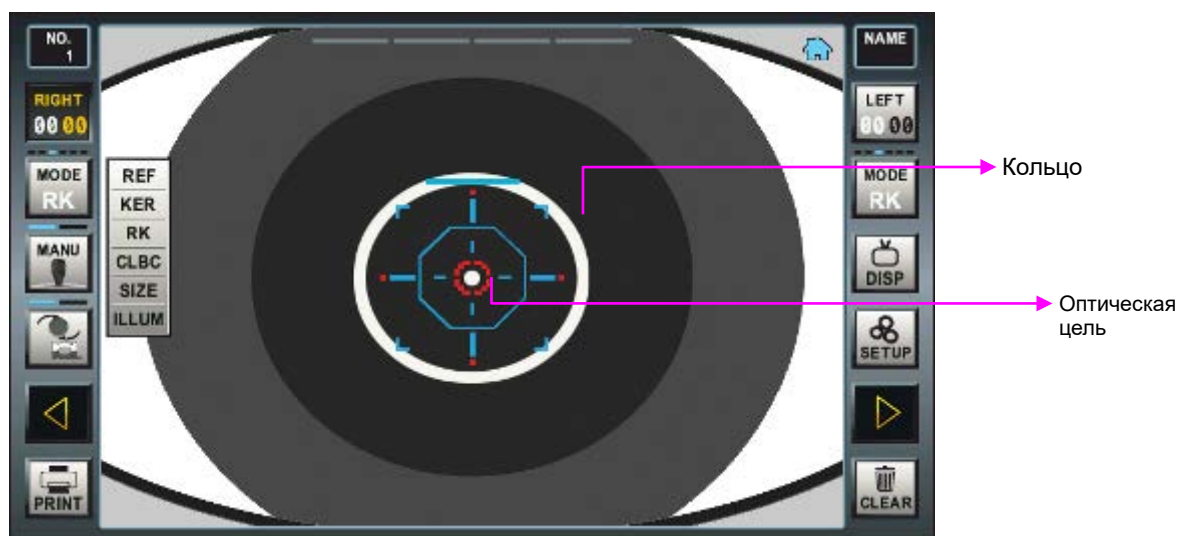 NO.
1
RIGHT
00 00
MODE
RK
MANU
PRINT
REF
KER
RK
CLBC
SIZE
ILLUM
NAME
LEFT
00 00
MODE
RK
DISP
SETUP
CLEAR
Кольцо
Оптическая
цель